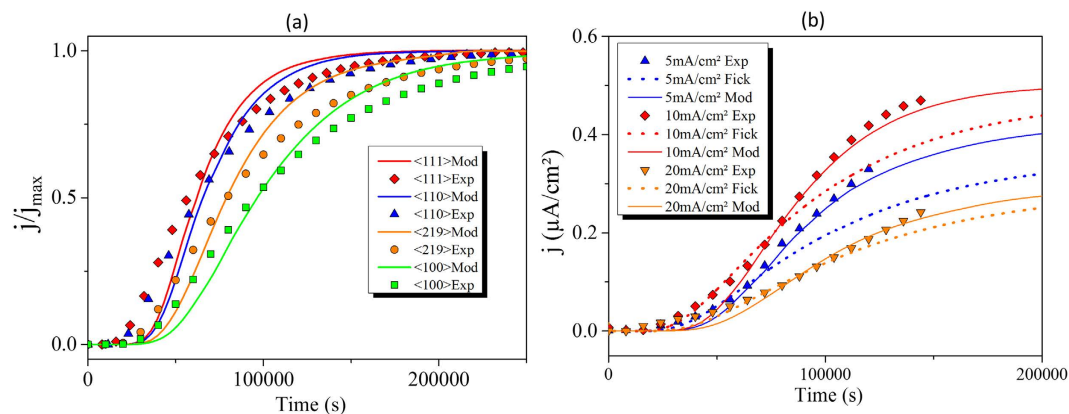 (a)
1.0
0.5
0.0
j/jmax
0
100000
200000
Time (s)
<111>Mod
<111>Exp
<110>Mod
<110>Exp
<219>Mod
<219>Exp
<100>Mod
<100>Exp
(b)
0.6
0.4
0.2
0.0
j (µA/cm²)
0
100000
200000
Time (s)
5mA/cm² Exp
5mA/cm² Fick
5mA/cm² Mod
10mA/cm² Exp
10mA/cm² Fick
10mA/cm² Mod
20mA/cm² Exp
20mA/cm² Fick
20mA/cm² Mod